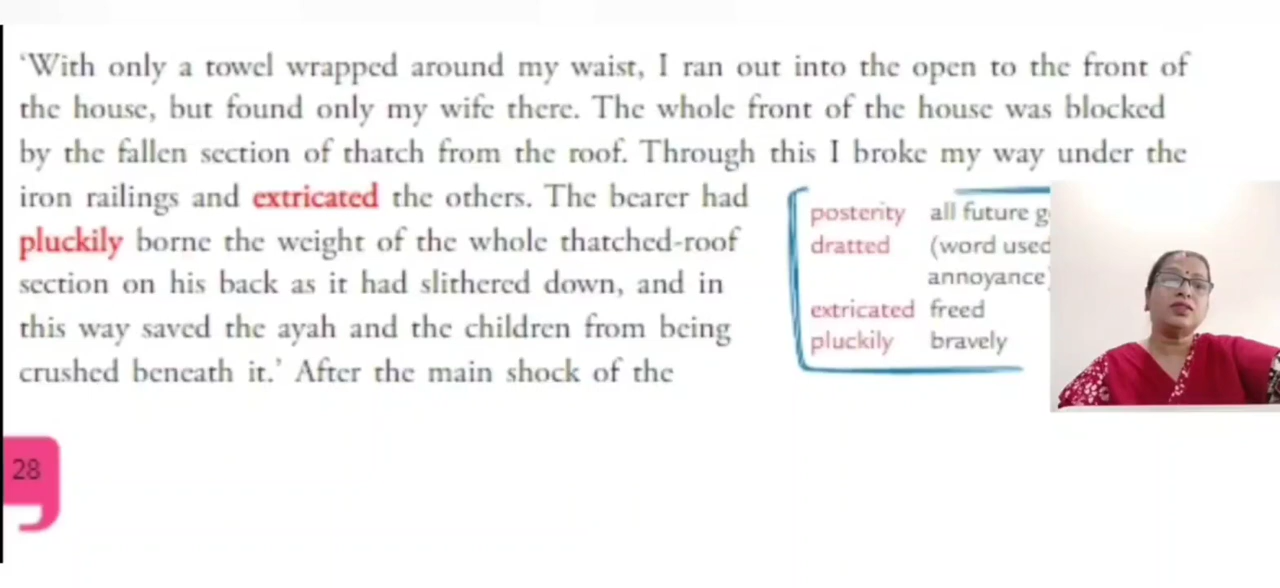 ‘With only a towel wrapped around my waist, I ran out into the open to the front of
the house, but found only my wife there. The whole front of the house was blocked
by the fallen section of thatch from the roof. Through this I broke my way under the
iron railings and extricated the others. The bearer had
pluckily borne the weight of the whole thatched-roof
section on his back as it had slithered down, and in
this way saved the ayah and the children from being
crushed beneath it.’ After the main shock of the
posterity all future g
dratted (word used
annoyance)
extricated freed
pluckily bravely
28